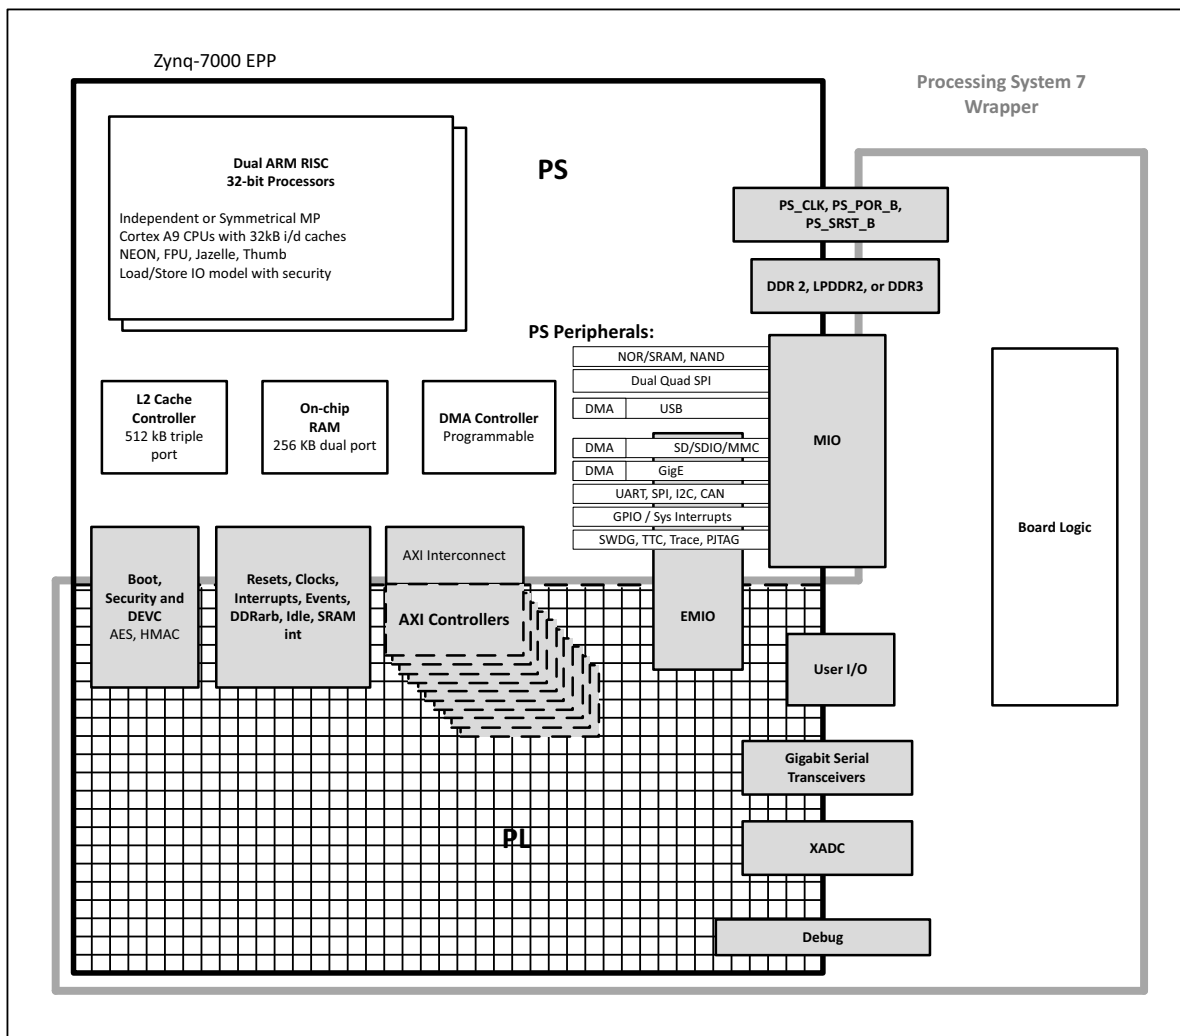 Zynq-7000 EPP
Processing System 7
Wrapper
Dual ARM RISC
32-bit Processors
Independent or Symmetrical MP
Cortex A9 CPUs with 32kB i/d caches
NEON, FPU, Jazelle, Thumb
Load/Store IO model with security
PS
PS_CLK, PS_POR_B,
PS_SRST_B
DDR 2, LPDDR2, or DDR3
PS Peripherals:
NOR/SRAM, NAND
Dual Quad SPI
DMA USB
DMA SD/SDIO/MMC
DMA GigE
UART, SPI, I2C, CAN
GPIO / Sys Interrupts
SWDG, TTC, Trace, PJTAG
MIO
L2 Cache
Controller
512 kB triple
port
On-chip
RAM
256 KB dual port
DMA Controller
Programmable
Board Logic
Boot,
Security and
DEVC
AES, HMAC
Resets, Clocks,
Interrupts, Events,
DDRarb, Idle, SRAM
int
AXI Interconnect
AXI Controllers
EMIO
User I/O
Gigabit Serial
Transceivers
PL
XADC
Debug